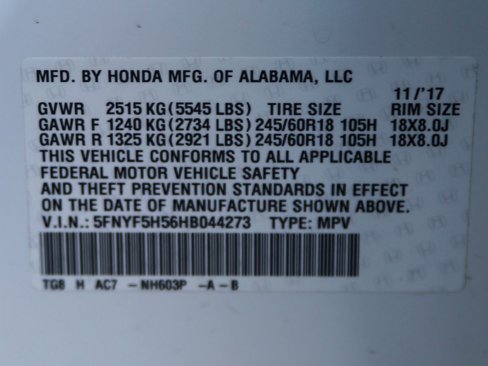 MFD. BY HONDA MFG. OF ALABAMA, LLC
11/'17
GVWR 2515 KG(5545 LBS) TIRE SIZE RIM SIZE
GAWR F 1240 KG(2734 LBS) 245/60R18 105H 18X8.0J
GAWR R 1325 KG(2921 LBS) 245/60R18 105H 18X8.0J
THIS VEHICLE CONFORMS TO ALL APPLICABLE
FEDERAL MOTOR VEHICLE SAFETY
AND THEFT PREVENTION STANDARDS IN EFFECT
ON THE DATE OF MANUFACTURE SHOWN ABOVE.
V.I.N.: 5FNYF5H56HB044273 TYPE: MPV
TG8 H AC7 -NH603P -A-B